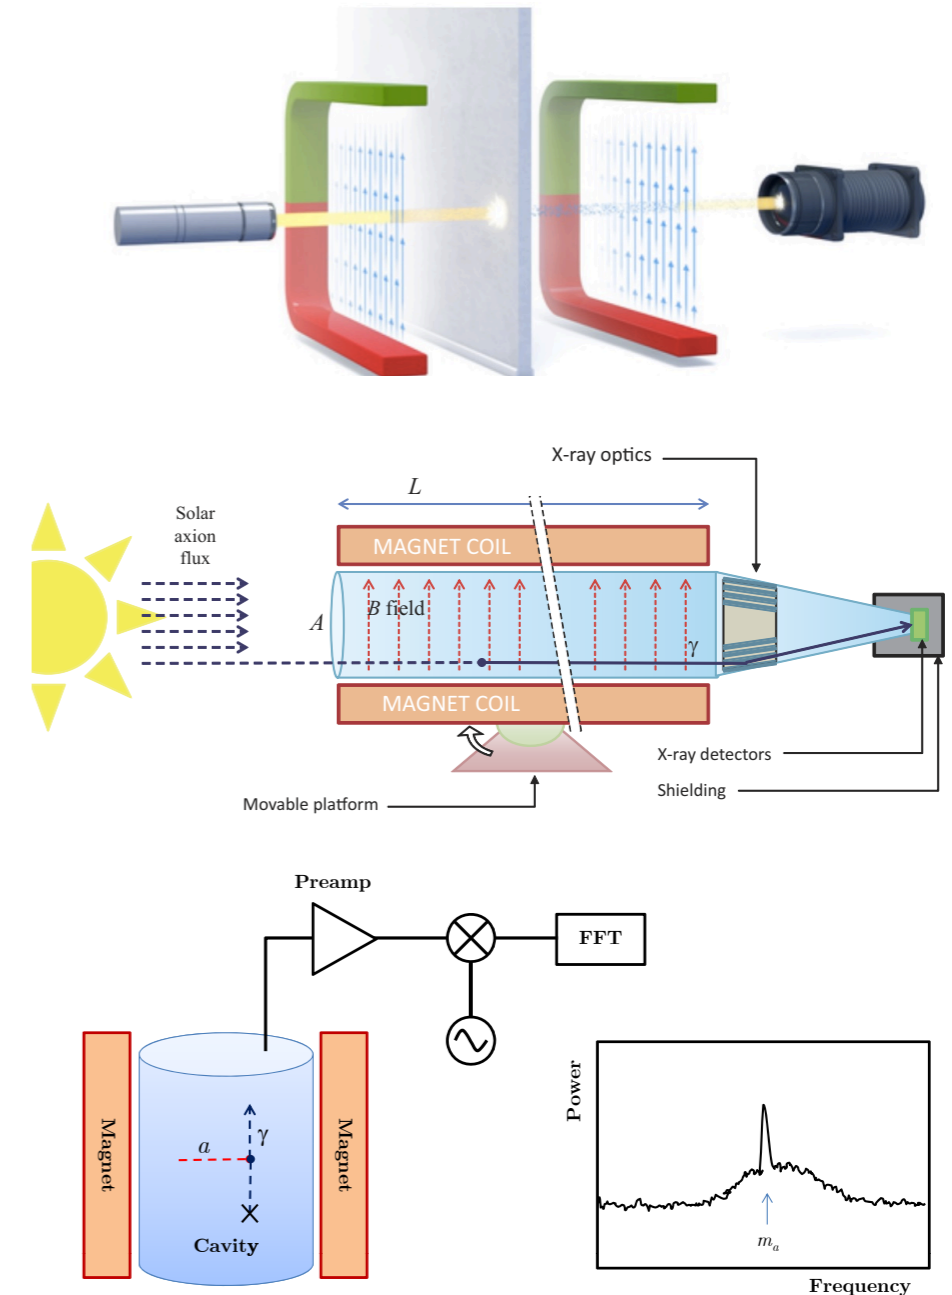 X-ray optics
L
Solar
axion
flux
MAGNET COIL
B field
A
γ
MAGNET COIL
X-ray detectors
Shielding
Movable platform
Preamp
FFT
Magnet
a
γ
Magnet
Cavity
Power
mₐ
Frequency